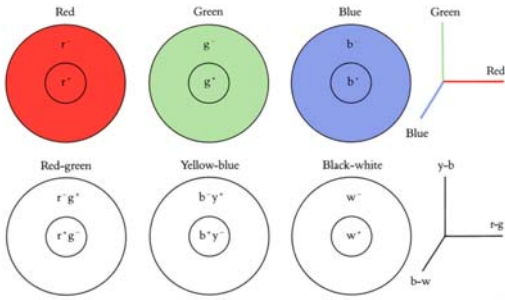 Red
Green
Blue
r⁻
g⁻
b⁻
r⁺
g⁺
b⁺
Green
Red
Blue
Red-green
Yellow-blue
Black-white
r⁻g⁺
b⁻y⁺
w⁻
r⁺g⁻
b⁺y⁻
w⁺
y-b
r-g
b-w